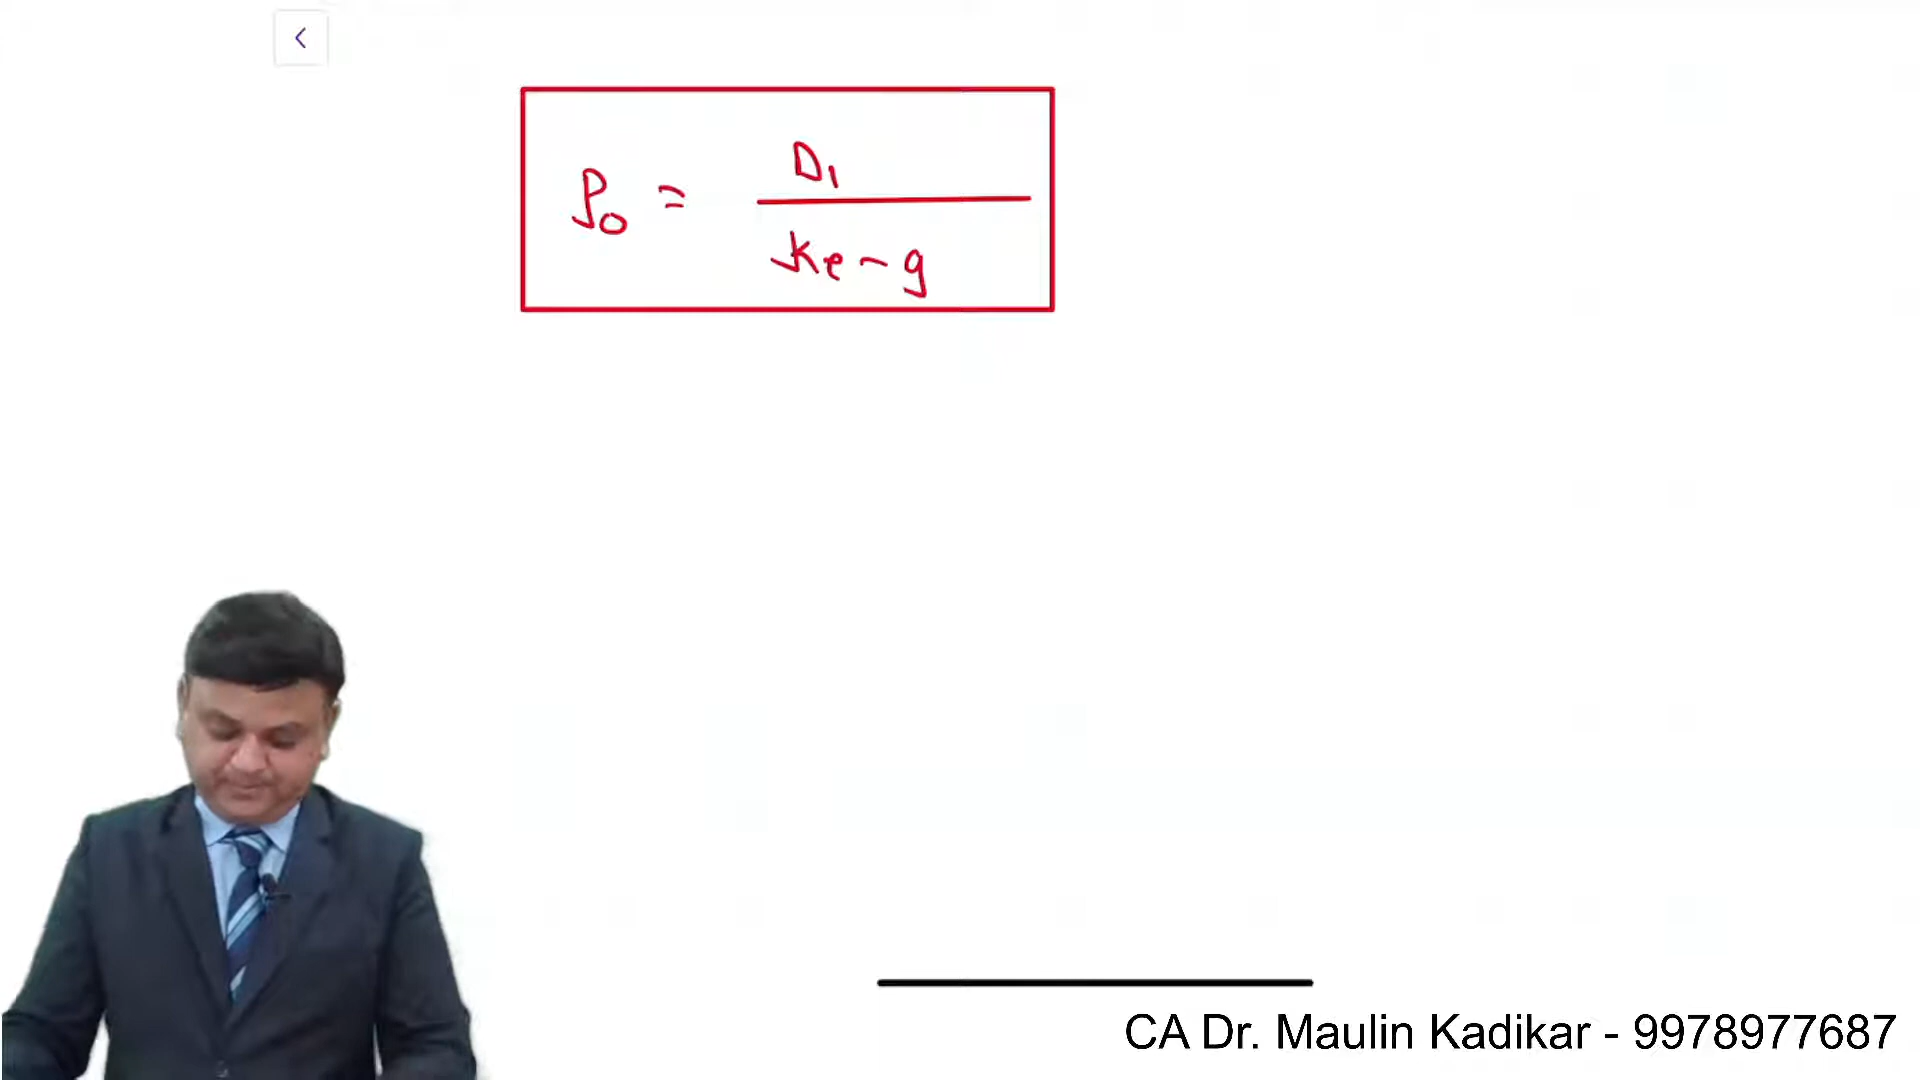 P₀ = D₁ / Ke - g
CA Dr. Maulin Kadikar - 9978977687